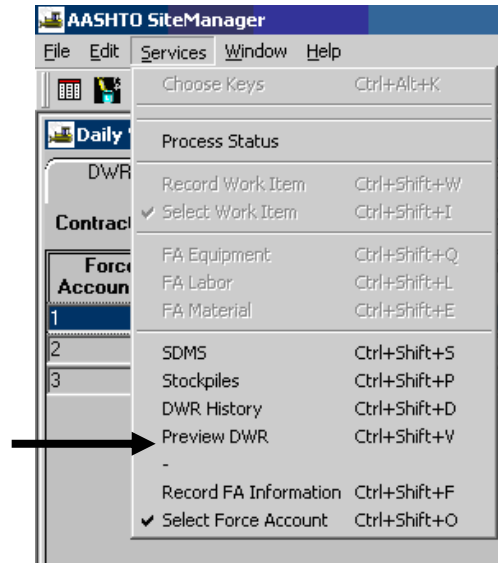 AASHTO SiteManager
File Edit Services Window Help
Choose Keys Ctrl+Alt+K
Daily
Process Status
DWR
Record Work Item Ctrl+Shift+W
Contract
Select Work Item Ctrl+Shift+I
Force
Account
FA Equipment Ctrl+Shift+Q
FA Labor Ctrl+Shift+L
FA Material Ctrl+Shift+E
1
2
3
SDMS Ctrl+Shift+S
Stockpiles Ctrl+Shift+P
DWR History Ctrl+Shift+D
Preview DWR Ctrl+Shift+V
-
Record FA Information Ctrl+Shift+F
Select Force Account Ctrl+Shift+O